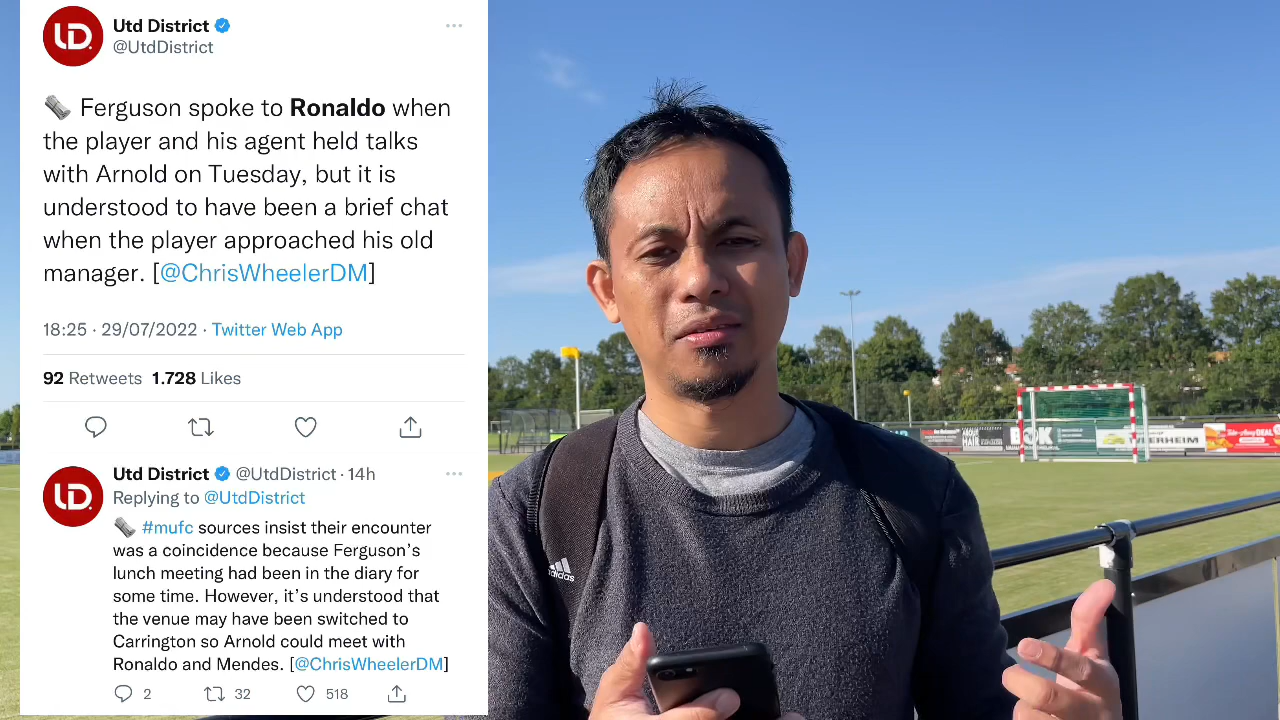 Utd District
@UtdDistrict
🗞️ Ferguson spoke to Ronaldo when
the player and his agent held talks
with Arnold on Tuesday, but it is
understood to have been a brief chat
when the player approached his old
manager. [@ChrisWheelerDM]
18:25 · 29/07/2022 · Twitter Web App
92 Retweets 1.728 Likes
Utd District @UtdDistrict · 14h
Replying to @UtdDistrict
🗞️ #mufc sources insist their encounter
was a coincidence because Ferguson’s
lunch meeting had been in the diary for
some time. However, it’s understood that
the venue may have been switched to
Carrington so Arnold could meet with
Ronaldo and Mendes. [@ChrisWheelerDM]
2 32 518
adidas
HAIR
BOK